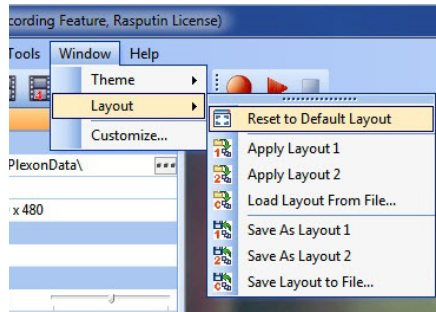 cording Feature, Rasputin License)
Tools Window Help
Theme
Layout
Customize...
Reset to Default Layout
Apply Layout 1
Apply Layout 2
Load Layout From File...
Save As Layout 1
Save As Layout 2
Save Layout to File...
PlexonData\
x 480